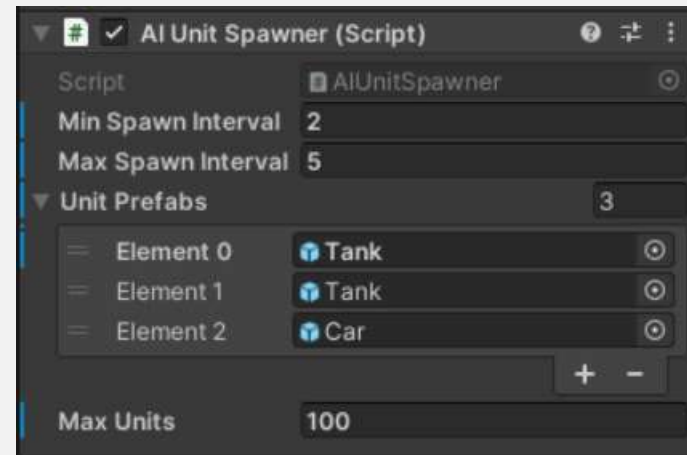 AI Unit Spawner (Script)
Script AIUnitSpawner
Min Spawn Interval 2
Max Spawn Interval 5
Unit Prefabs 3
Element 0 Tank
Element 1 Tank
Element 2 Car
Max Units 100